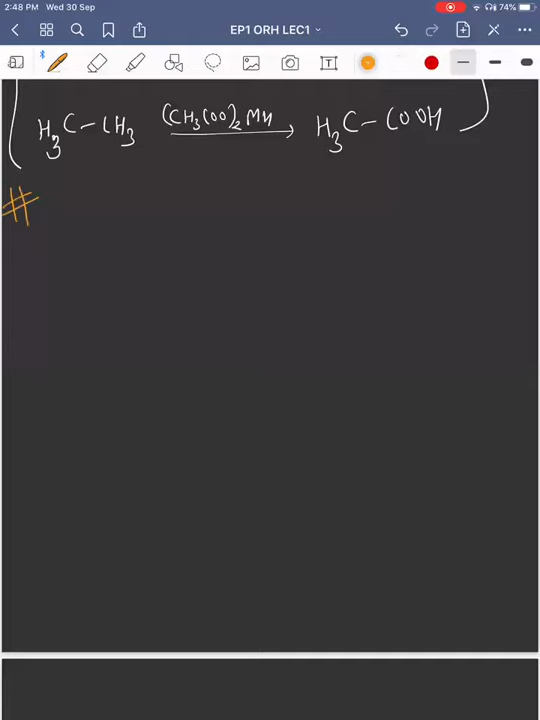 2:48 PM Wed 30 Sep
74%
EP1 ORH LEC1
T
H₃C-CH₃ (CH₃COO)₂Mn → H₃C-COOH
#